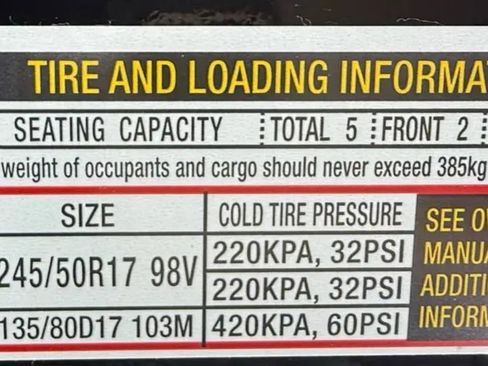 TIRE AND LOADING INFORMA
SEATING CAPACITY TOTAL 5 FRONT 2
weight of occupants and cargo should never exceed 385kg
SIZE COLD TIRE PRESSURE SEE
245/50R17 98V 220KPA, 32PSI
220KPA, 32PSI
135/80D17 103M 420KPA, 60PSI
MANUA
ADDITI
INFORM